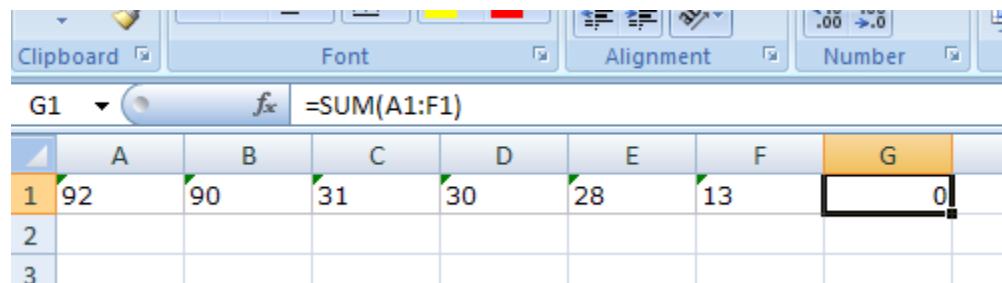 .00 →.0
Clipboard Font Alignment Number
G1 fx =SUM(A1:F1)
A B C D E F G
1 92 90 31 30 28 13 0
2
3